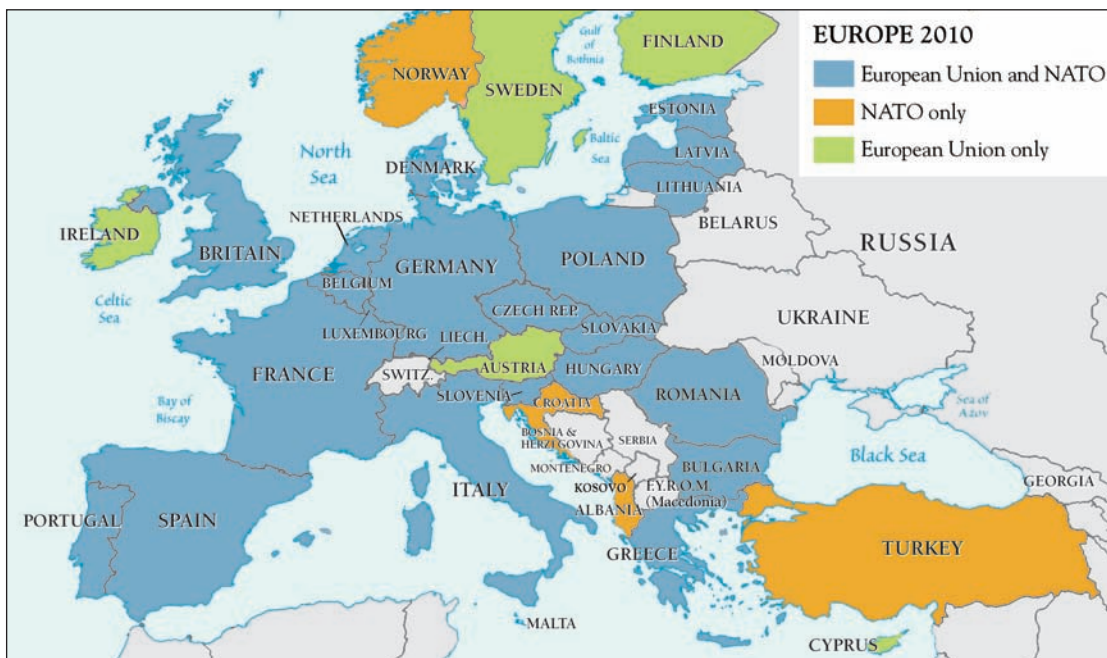 EUROPE 2010
European Union and NATO
NATO only
European Union only
Gulf
of
Bothnia
FINLAND
NORWAY
SWEDEN
ESTONIA
Baltic
Sea
LATVIA
North
Sea
DENMARK
LITHUANIA
NETHERLANDS
BELARUS
IRELAND
RUSSIA
BRITAIN
GERMANY
POLAND
BELGIUM
Celtic
Sea
CZECH REP.
UKRAINE
LUXEMBOURG
LIECH.
SLOVAKIA
MOLDOVA
FRANCE
SWITZ.
AUSTRIA
HUNGARY
SLOVENIA
ROMANIA
CROATIA
Sea of
Azov
Bay of
Biscay
BOSNIA &
HERZEGOVINA
SERBIA
Black Sea
MONTENEGRO
BULGARIA
KOSOVO
F.Y.R.O.M.
(Macedonia)
GEORGIA
ITALY
ALBANIA
PORTUGAL
SPAIN
TURKEY
GREECE
MALTA
CYPRUS